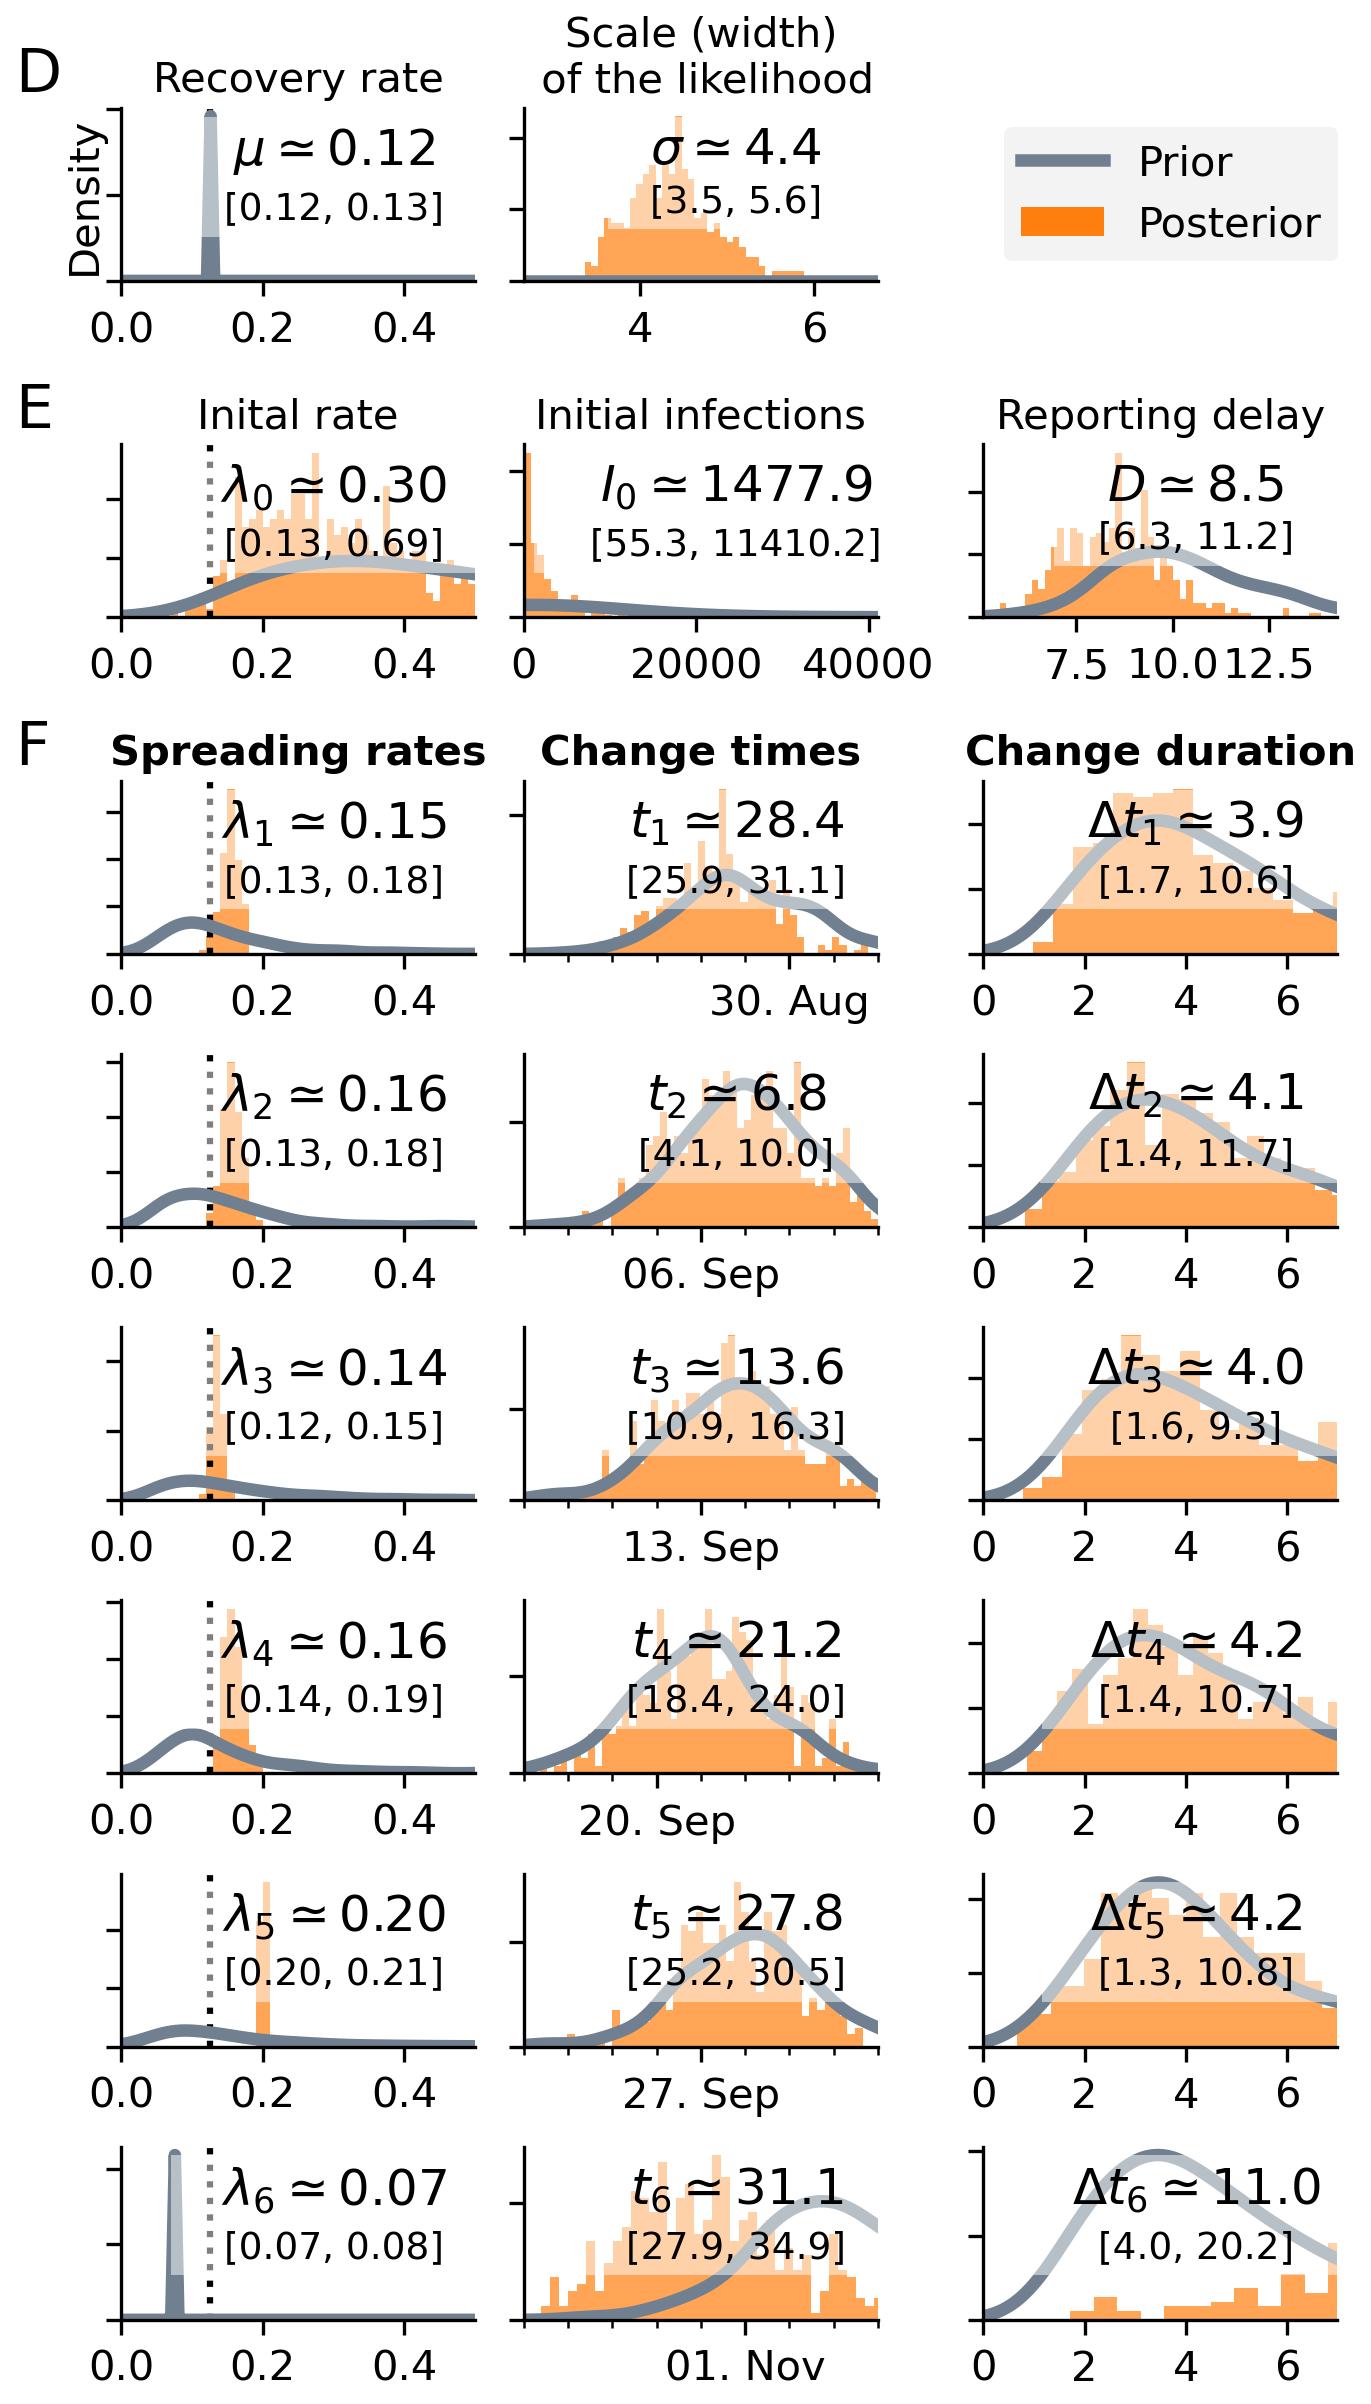 D
Recovery rate
Scale (width)
of the likelihood
Density
μ ≃ 0.12
[0.12, 0.13]
σ ≃ 4.4
[3.5, 5.6]
Prior
Posterior
0.0 0.2 0.4
4 6
E
Inital rate
Initial infections
Reporting delay
λ0 ≃ 0.30
[0.13, 0.69]
I0 ≃ 1477.9
[55.3, 11410.2]
D ≃ 8.5
[6.3, 11.2]
0.0 0.2 0.4
0 20000 40000
7.5 10.0 12.5
F
Spreading rates
Change times
Change duration
λ1 ≃ 0.15
[0.13, 0.18]
t1 ≃ 28.4
[25.9, 31.1]
Δt1 ≃ 3.9
[1.7, 10.6]
0.0 0.2 0.4
30. Aug
0 2 4 6
λ2 ≃ 0.16
[0.13, 0.18]
t2 ≃ 6.8
[4.1, 10.0]
Δt2 ≃ 4.1
[1.4, 11.7]
0.0 0.2 0.4
06. Sep
0 2 4 6
λ3 ≃ 0.14
[0.12, 0.15]
t3 ≃ 13.6
[10.9, 16.3]
Δt3 ≃ 4.0
[1.6, 9.3]
0.0 0.2 0.4
13. Sep
0 2 4 6
λ4 ≃ 0.16
[0.14, 0.19]
t4 ≃ 21.2
[18.4, 24.0]
Δt4 ≃ 4.2
[1.4, 10.7]
0.0 0.2 0.4
20. Sep
0 2 4 6
λ5 ≃ 0.20
[0.20, 0.21]
t5 ≃ 27.8
[25.2, 30.5]
Δt5 ≃ 4.2
[1.3, 10.8]
0.0 0.2 0.4
27. Sep
0 2 4 6
λ6 ≃ 0.07
[0.07, 0.08]
t6 ≃ 31.1
[27.9, 34.9]
Δt6 ≃ 11.0
[4.0, 20.2]
0.0 0.2 0.4
01. Nov
0 2 4 6